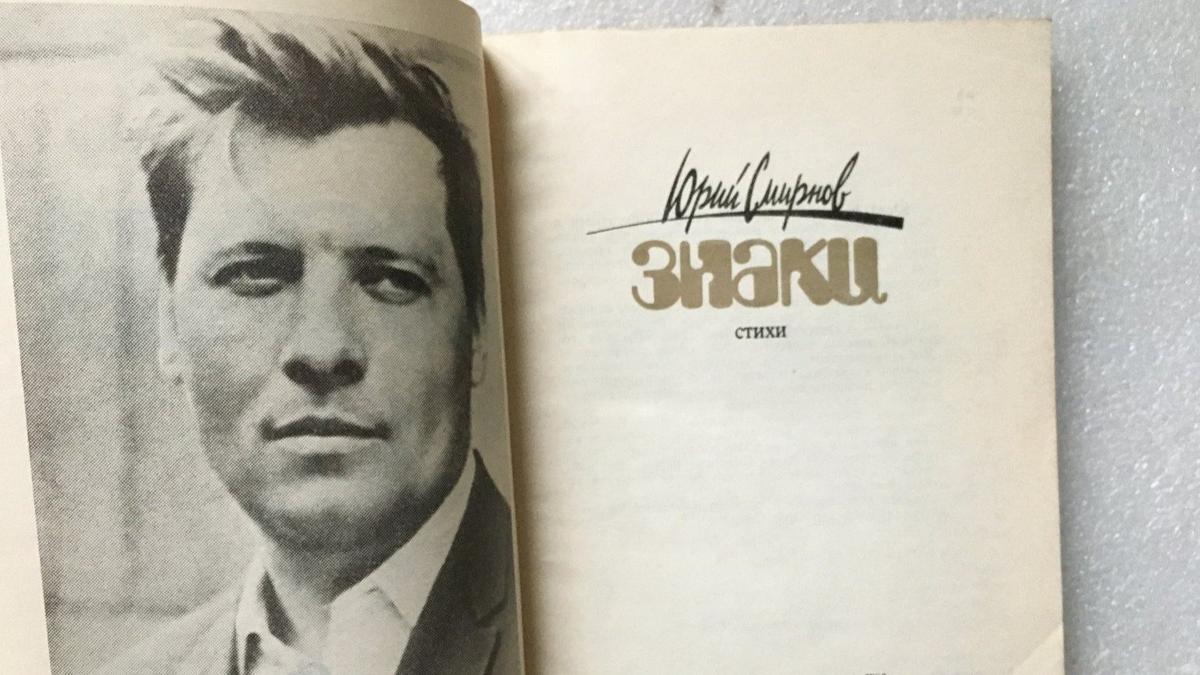 Юрий Смирнов
знаки
стихи